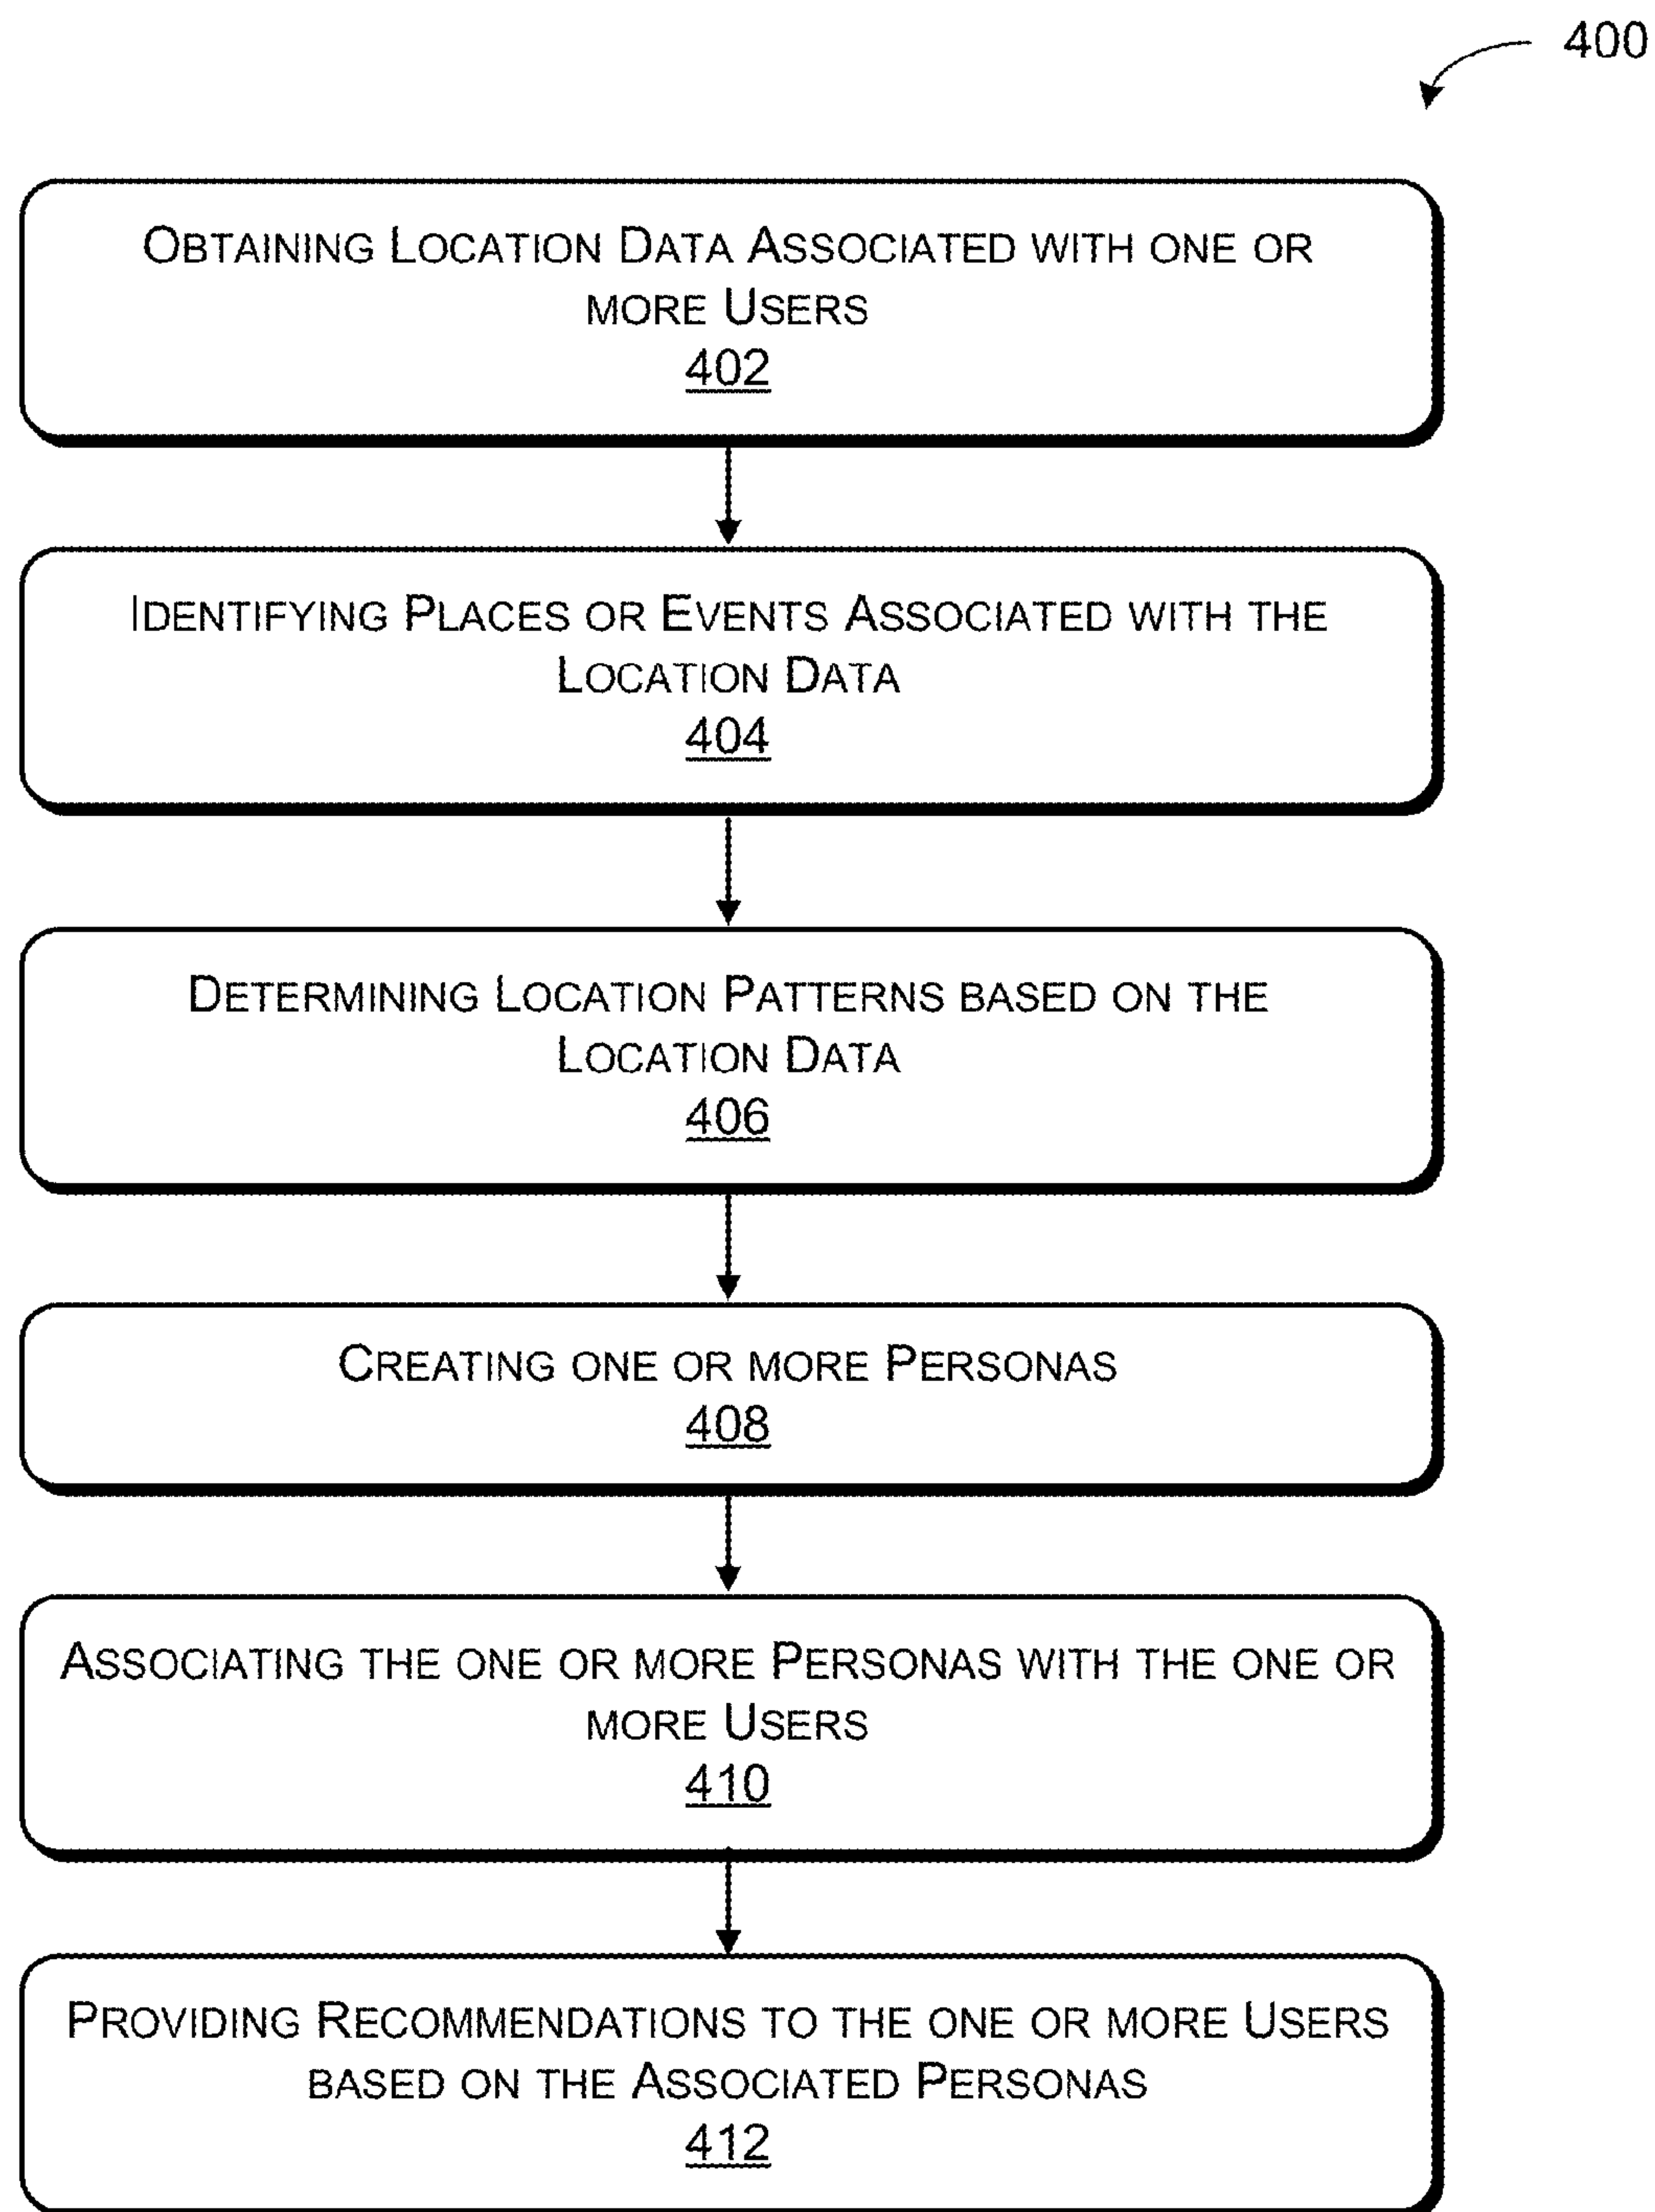 400
OBTAINING LOCATION DATA ASSOCIATED WITH ONE OR
MORE USERS
402
IDENTIFYING PLACES OR EVENTS ASSOCIATED WITH THE
LOCATION DATA
404
DETERMINING LOCATION PATTERNS BASED ON THE
LOCATION DATA
406
CREATING ONE OR MORE PERSONAS
408
ASSOCIATING THE ONE OR MORE PERSONAS WITH THE ONE OR
MORE USERS
410
PROVIDING RECOMMENDATIONS TO THE ONE OR MORE USERS
BASED ON THE ASSOCIATED PERSONAS
412